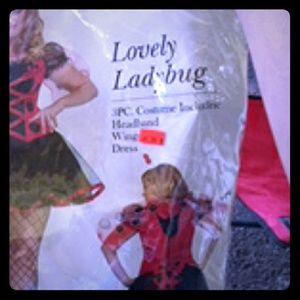 Lovely
Ladybug
3PC. Costume Includes:
Headband
Wings
Dress